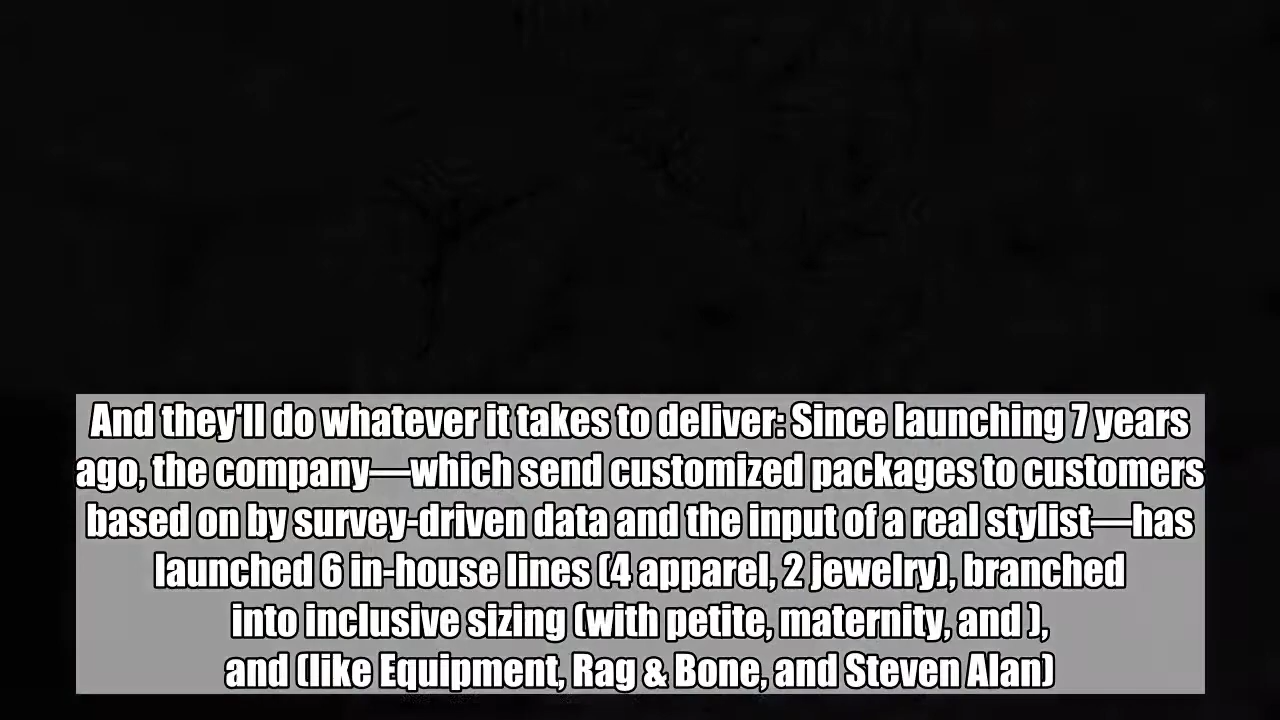 And they'll do whatever it takes to deliver: Since launching 7 years
ago, the company—which send customized packages to customers
based on by survey-driven data and the input of a real stylist—has
launched 6 in-house lines (4 apparel, 2 jewelry), branched
into inclusive sizing (with petite, maternity, and ),
and (like Equipment, Rag & Bone, and Steven Alan)